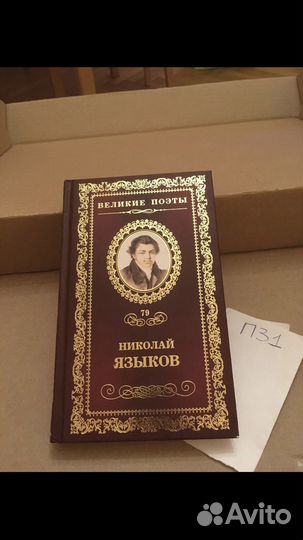 ВЕЛИКИЕ ПОЭТЫ
79
НИКОЛАЙ
ЯЗЫКОВ
П31
Avito